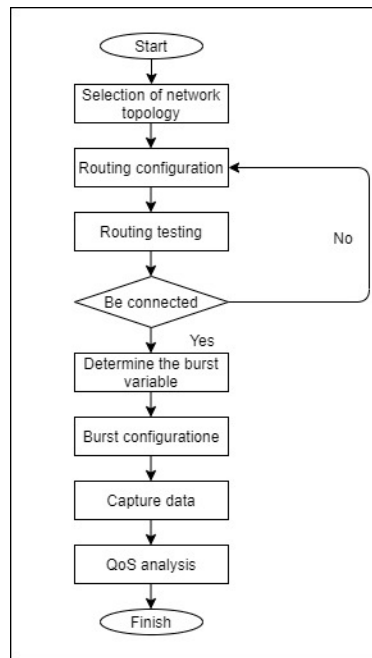 Start
Selection of network
topology
Routing configuration
Routing testing
No
Be connected
Yes
Determine the burst
variable
Burst configuratione
Capture data
QoS analysis
Finish